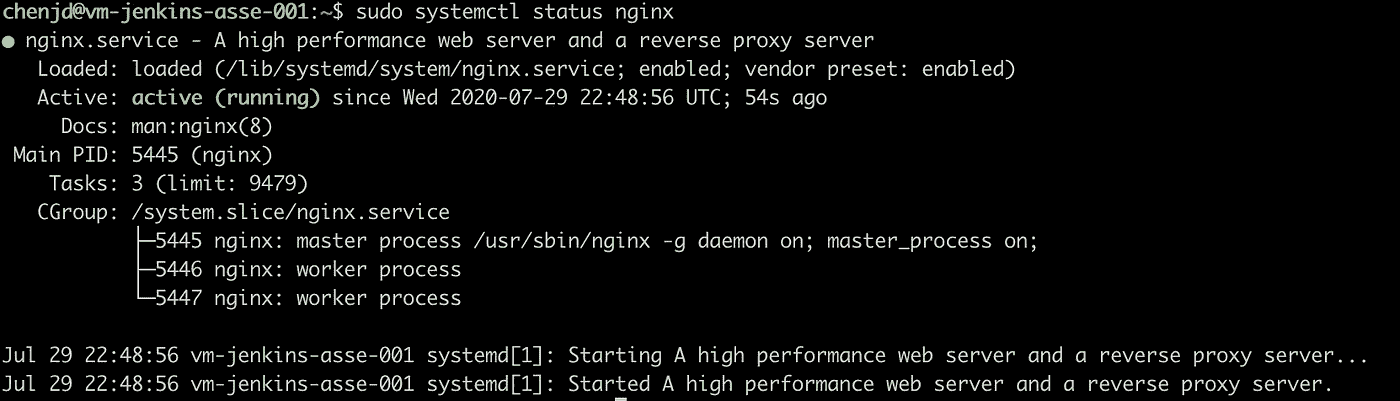 chenjd@vm-jenkins-asse-001:~$ sudo systemctl status nginx
● nginx.service - A high performance web server and a reverse proxy server
   Loaded: loaded (/lib/systemd/system/nginx.service; enabled; vendor preset: enabled)
   Active: active (running) since Wed 2020-07-29 22:48:56 UTC; 54s ago
     Docs: man:nginx(8)
 Main PID: 5445 (nginx)
    Tasks: 3 (limit: 9479)
   CGroup: /system.slice/nginx.service
           ├─5445 nginx: master process /usr/sbin/nginx -g daemon on; master_process on;
           ├─5446 nginx: worker process
           └─5447 nginx: worker process

Jul 29 22:48:56 vm-jenkins-asse-001 systemd[1]: Starting A high performance web server and a reverse proxy server...
Jul 29 22:48:56 vm-jenkins-asse-001 systemd[1]: Started A high performance web server and a reverse proxy server.